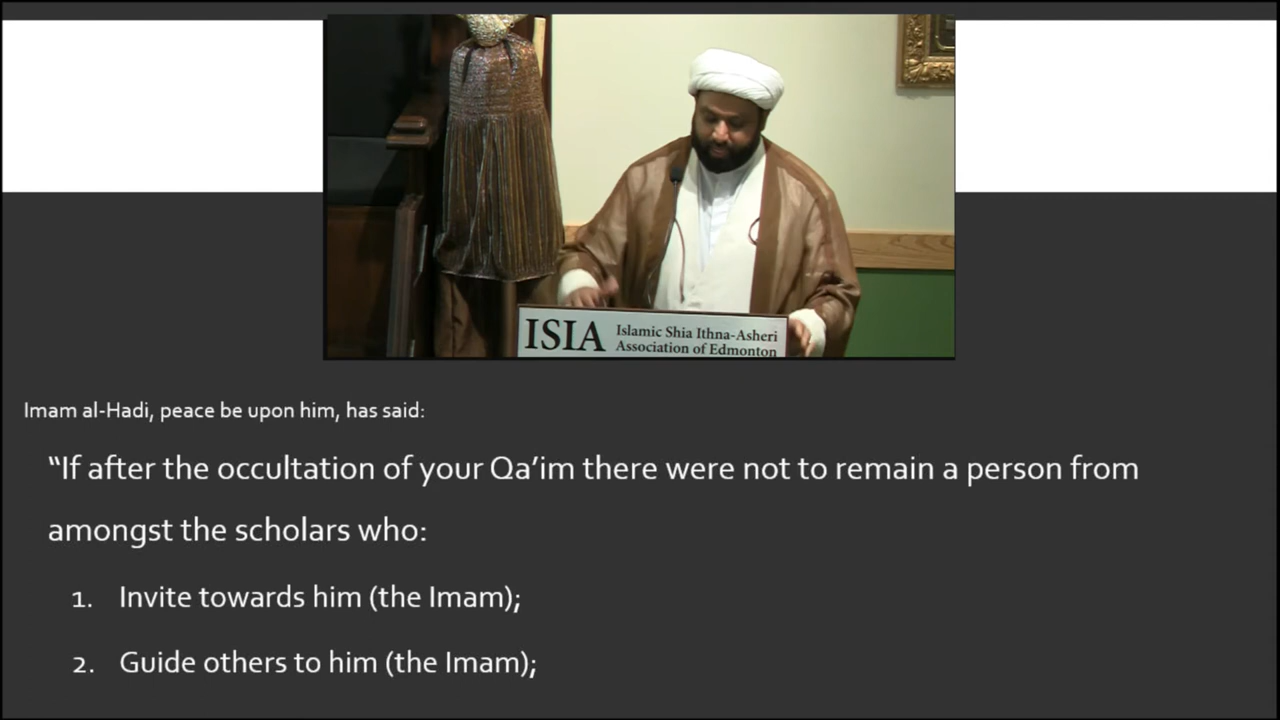 ISIA Islamic Shia Ithna-Asheri
Association of Edmonton
Imam al-Hadi, peace be upon him, has said:
“If after the occultation of your Qa’im there were not to remain a person from
amongst the scholars who:
1. Invite towards him (the Imam);
2. Guide others to him (the Imam);